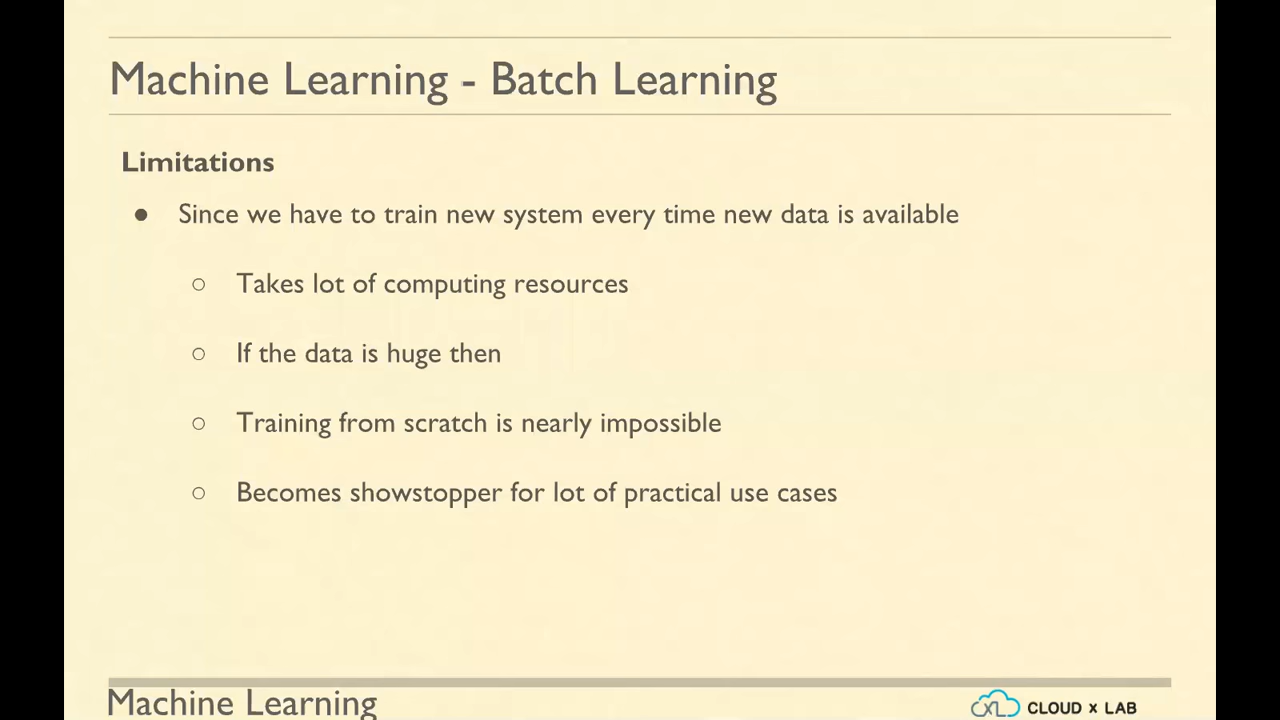 Machine Learning - Batch Learning
Limitations
● Since we have to train new system every time new data is available
○ Takes lot of computing resources
○ If the data is huge then
○ Training from scratch is nearly impossible
○ Becomes showstopper for lot of practical use cases
Machine Learning
CLOUD x LAB